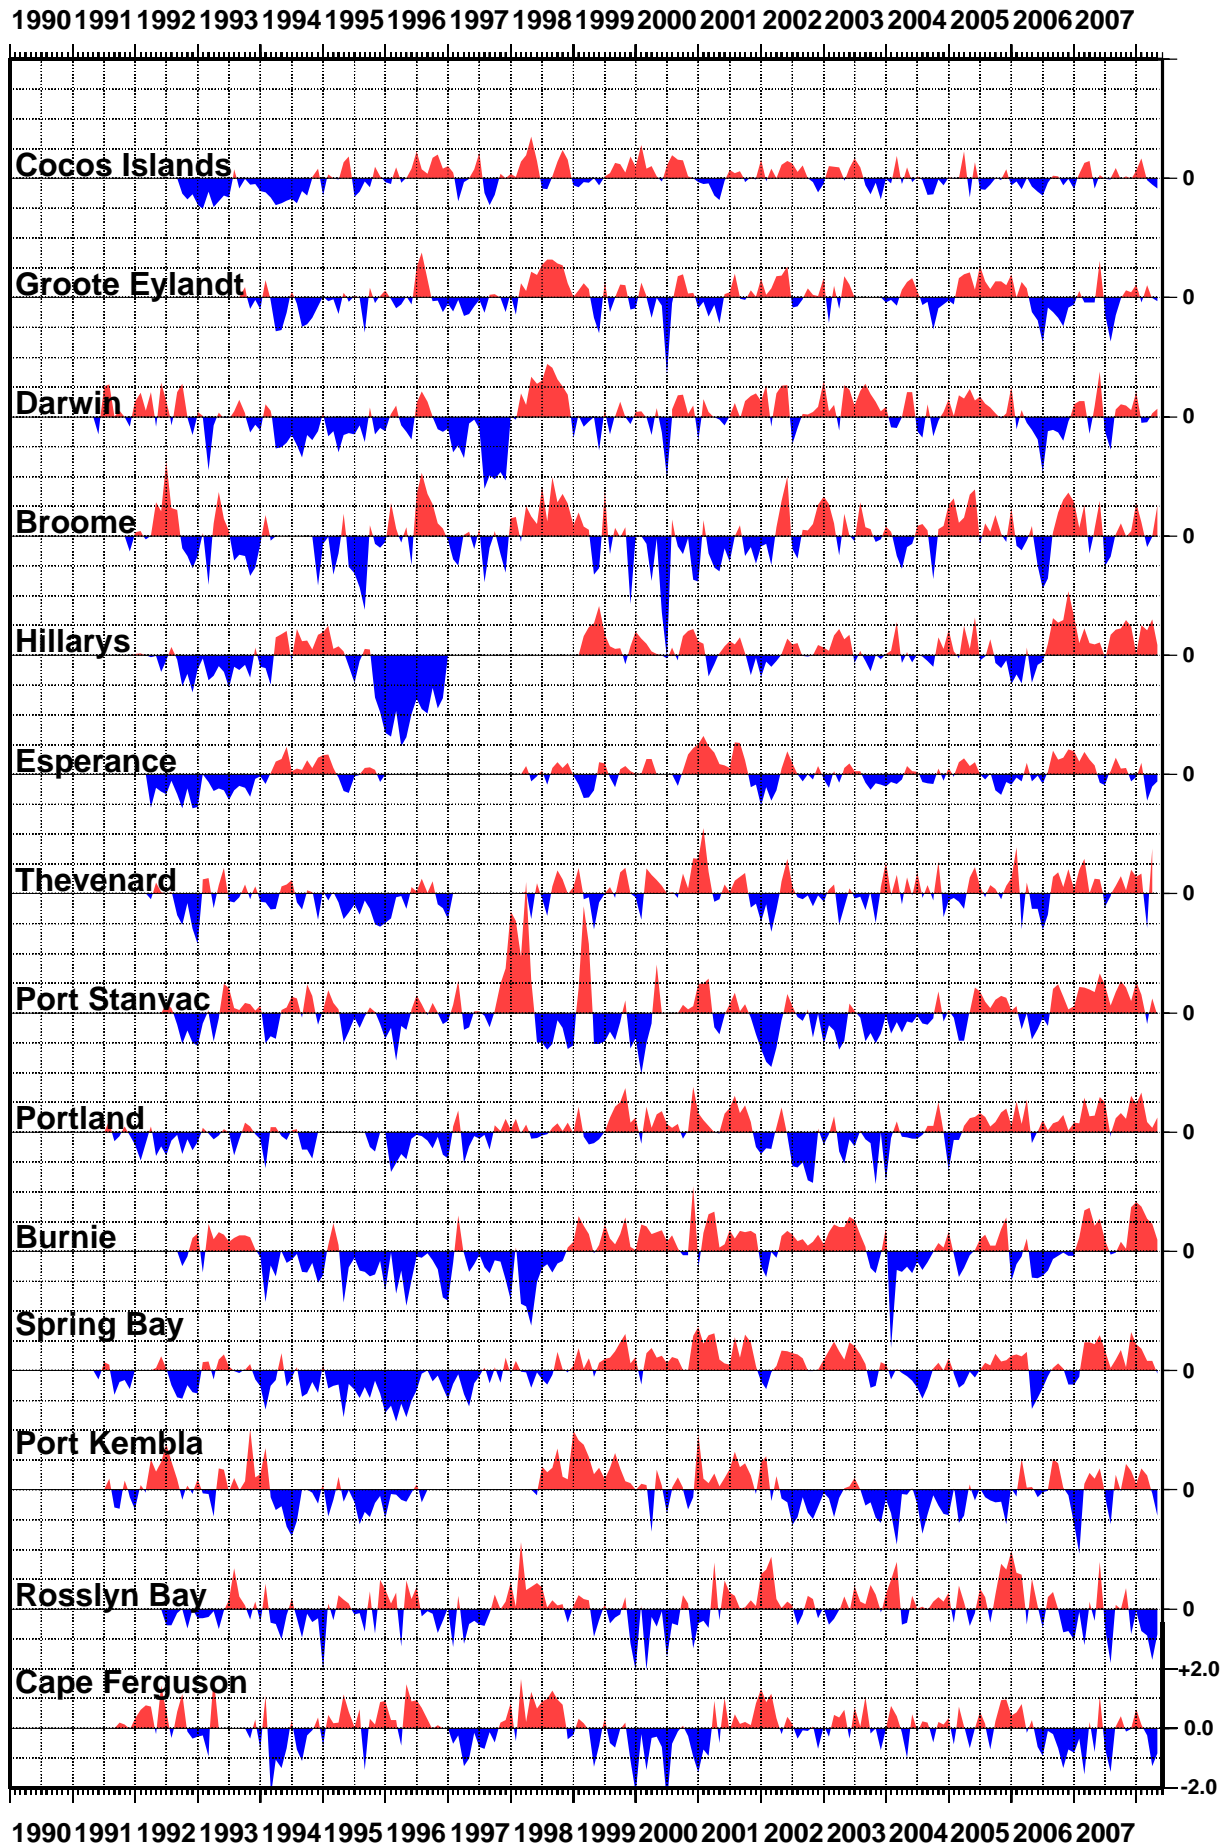 1990 1991 1992 1993 1994 1995 1996 1997 1998 1999 2000 2001 2002 2003 2004 2005 2006 2007
Cocos Islands 0
Groote Eylandt 0
Darwin 0
Broome 0
Hillarys 0
Esperance 0
Thevenard 0
Port Stanvac 0
Portland 0
Burnie 0
Spring Bay 0
Port Kembla 0
Rosslyn Bay 0
+2.0
Cape Ferguson 0.0
-2.0
1990 1991 1992 1993 1994 1995 1996 1997 1998 1999 2000 2001 2002 2003 2004 2005 2006 2007